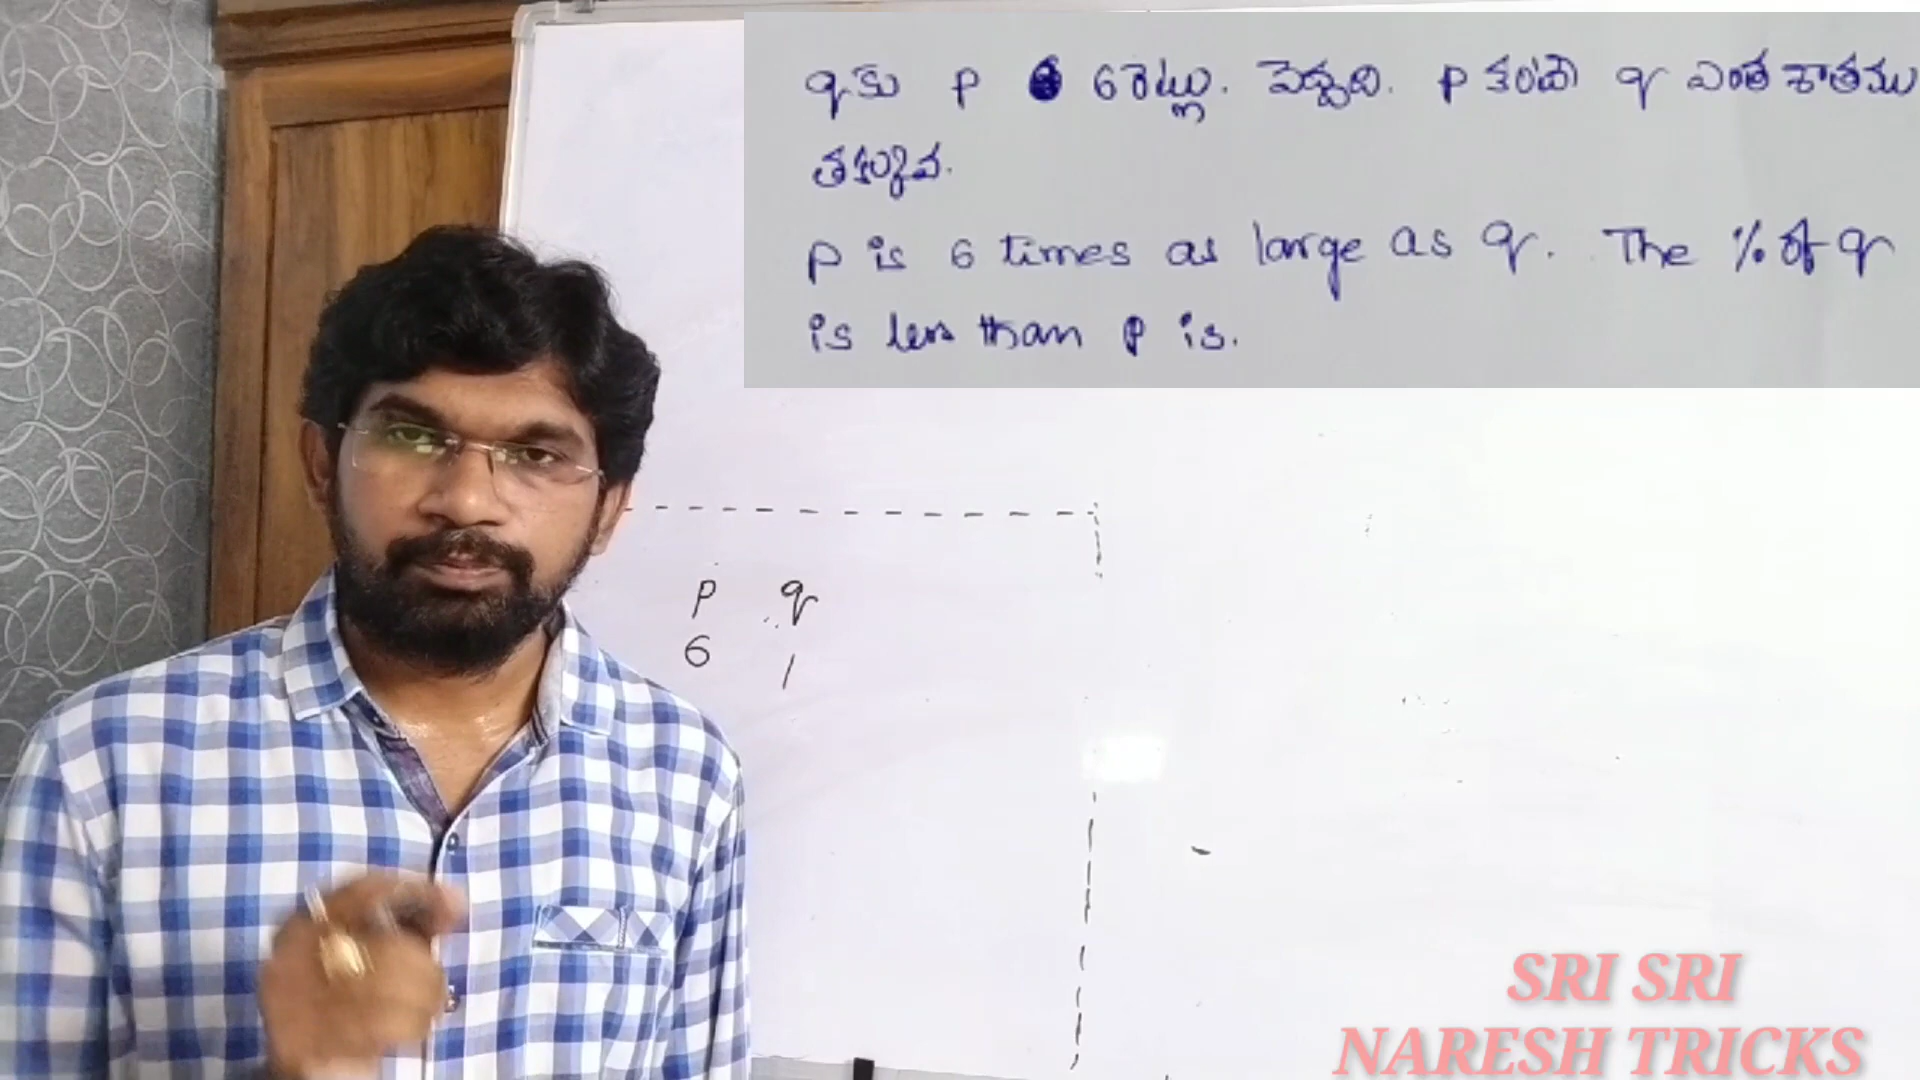 qకు p 6 రెట్లు. పెద్దది. p కంటే q ఎంత శాతము
తక్కువ.
p is 6 times as large as q. The % of q
is less than p is.
p q
6 1
SRI SRI
NARESH TRICKS